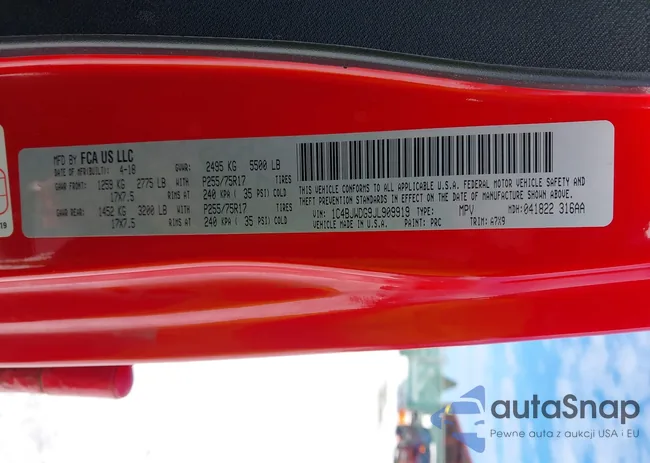 MFD BY FCA US LLC
DATE OF MFR(BUILT): 4-18 GVWR: 2495 KG 5500 LB
GAWR FRONT: 1259 KG 2775 LB WITH P255/75R17 TIRES
17X7.5 RIMS AT 240 KPA ( 35 PSI) COLD
GAWR REAR: 1452 KG 3200 LB WITH P255/75R17 TIRES
17X7.5 RIMS AT 240 KPA ( 35 PSI) COLD
THIS VEHICLE CONFORMS TO ALL APPLICABLE U.S.A. FEDERAL MOTOR VEHICLE SAFETY AND
THEFT PREVENTION STANDARDS IN EFFECT ON THE DATE OF MANUFACTURE SHOWN ABOVE.
VIN: 1C4BJWDG9JL909919 TYPE: MPV MDH: 041822 316AA
VEHICLE MADE IN U.S.A. PAINT: PRC TRIM: A7X9
19
autaSnap
Pewne auta z aukcji USA i EU